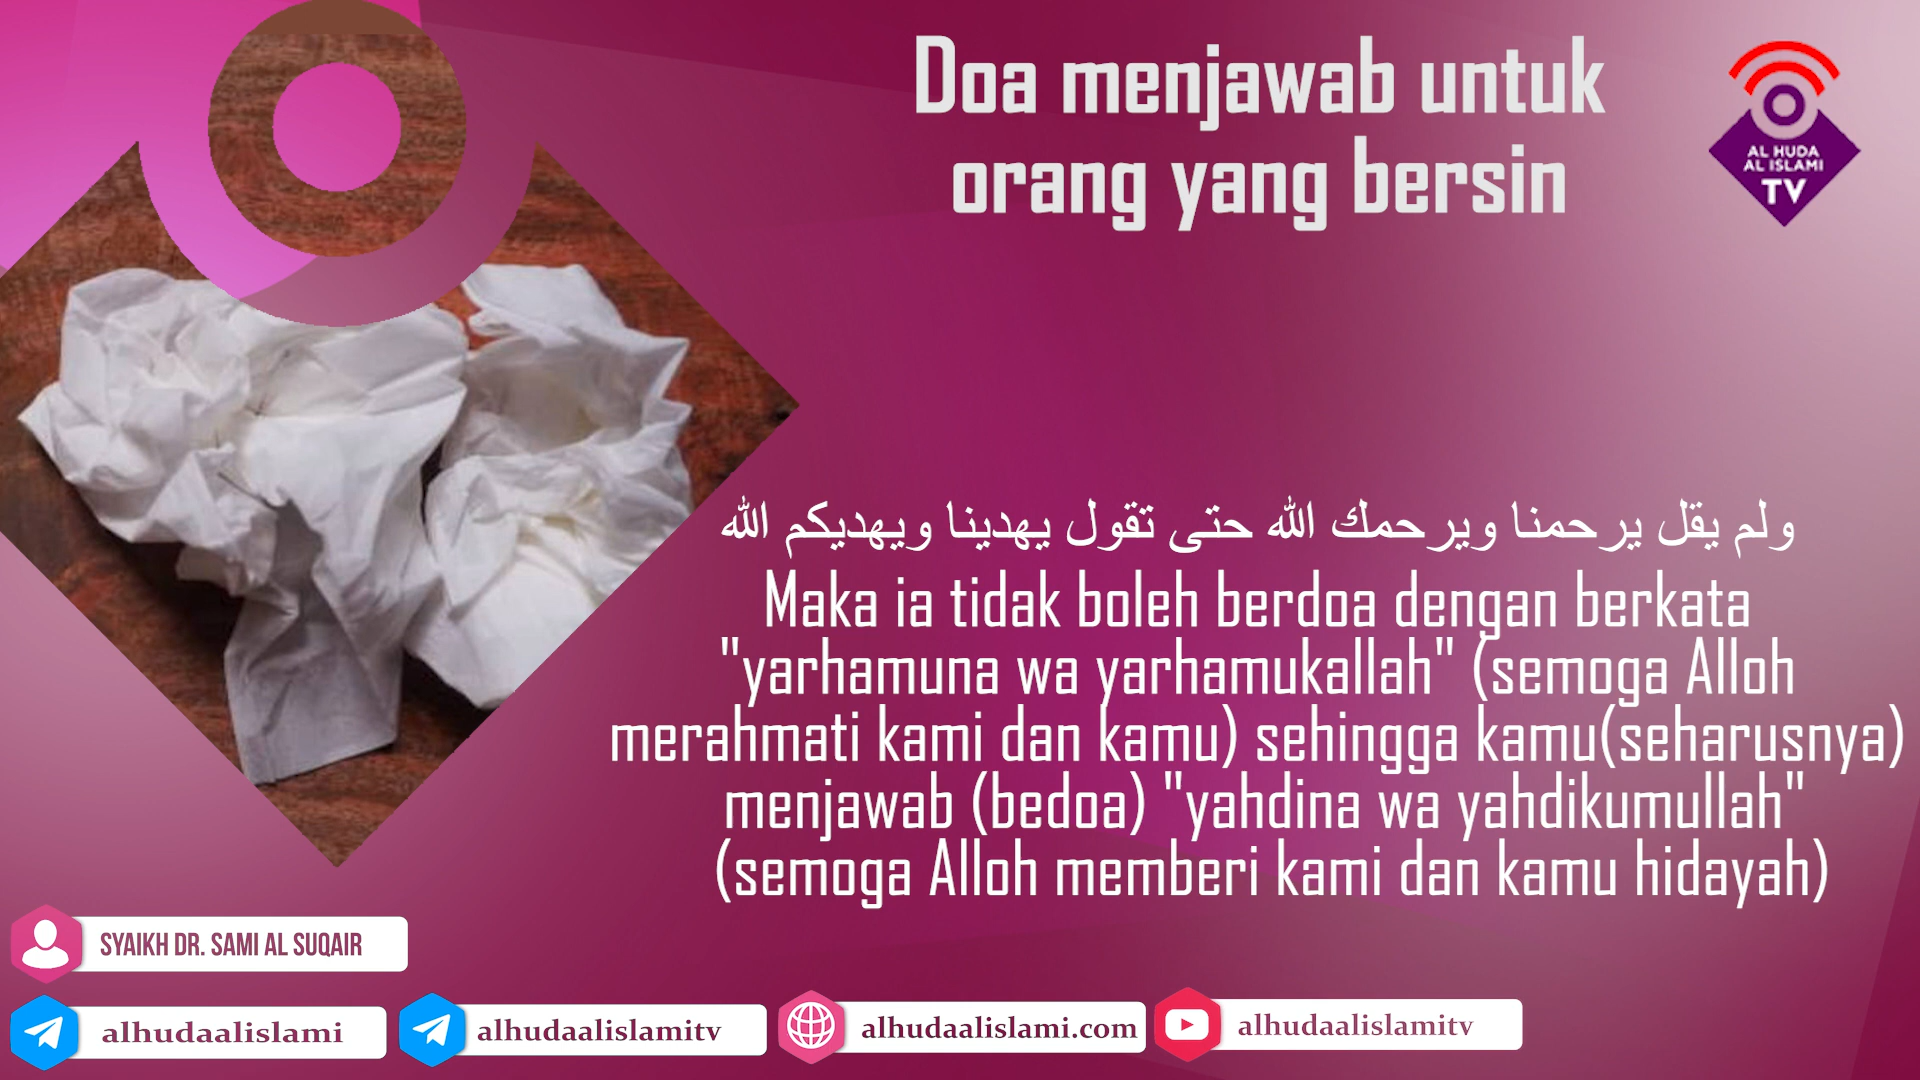 Doa menjawab untuk
orang yang bersin
AL HUDA
AL ISLAMI
TV
ولم يقل يرحمنا ويرحمك الله حتى تقول يهدينا ويهديكم الله
Maka ia tidak boleh berdoa dengan berkata
"yarhamuna wa yarhamukallah" (semoga Alloh
merahmati kami dan kamu) sehingga kamu(seharusnya)
menjawab (bedoa) "yahdina wa yahdikumullah"
(semoga Alloh memberi kami dan kamu hidayah)
SYAIKH DR. SAMI AL SUQAIR
alhudaalislami
alhudaalislamitv
alhudaalislami.com
alhudaalislamitv